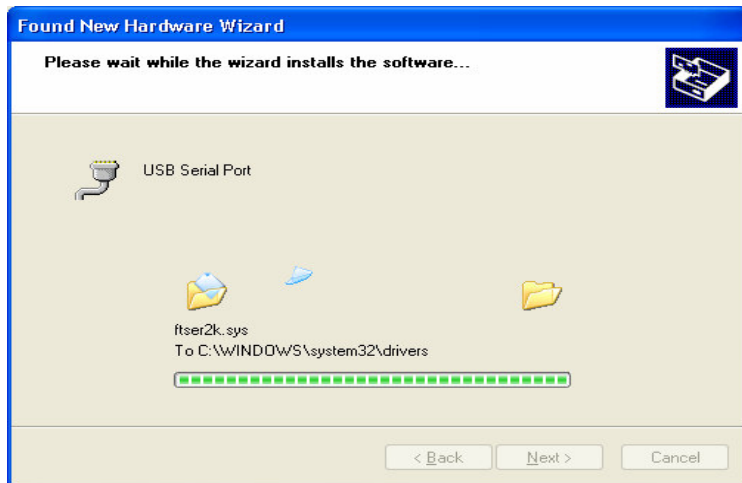 Found New Hardware Wizard
Please wait while the wizard installs the software...
USB Serial Port
ftser2k.sys
To C:\WINDOWS\system32\drivers
< Back
Next >
Cancel